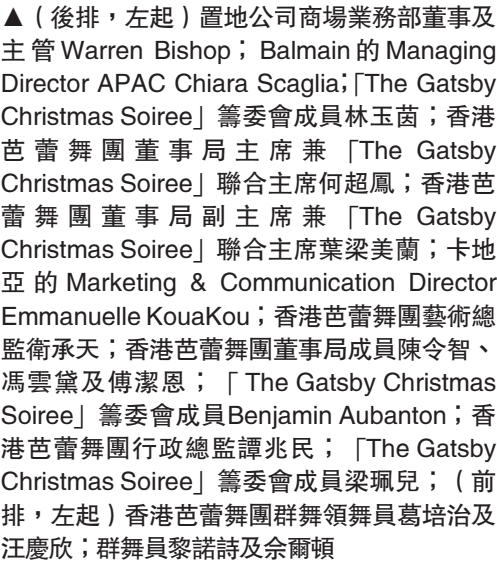 ▲（後排，左起）置地公司商場業務部董事及
主管Warren Bishop；Balmain的Managing
Director APAC Chiara Scaglia;「The Gatsby
Christmas Soiree」籌委會成員林玉茵；香港
芭蕾舞團董事局主席兼「The Gatsby
Christmas Soiree」聯合主席何超鳳；香港芭
蕾舞團董事局副主席兼「The Gatsby
Christmas Soiree」聯合主席葉梁美蘭；卡地
亞的Marketing & Communication Director
Emmanuelle KouaKou；香港芭蕾舞團藝術總
監衛承天；香港芭蕾舞團董事局成員陳令智、
馮雲黛及傅潔恩；「The Gatsby Christmas
Soiree」籌委會成員Benjamin Aubanton；香
港芭蕾舞團行政總監譚兆民；「The Gatsby
Christmas Soiree」籌委會成員梁珮兒；（前
排，左起）香港芭蕾舞團群舞領舞員葛培治及
汪慶欣；群舞員黎諾詩及佘爾頓